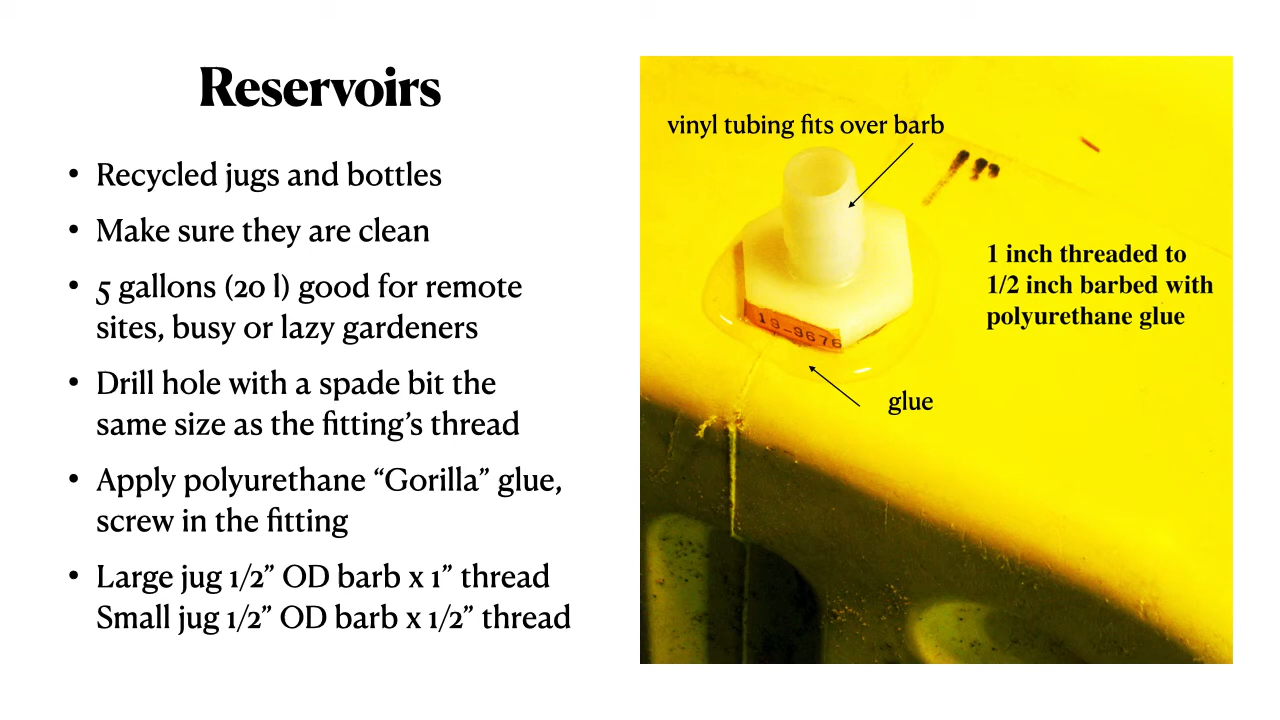 Reservoirs
• Recycled jugs and bottles
• Make sure they are clean
• 5 gallons (20 l) good for remote
sites, busy or lazy gardeners
• Drill hole with a spade bit the
same size as the fitting’s thread
• Apply polyurethane “Gorilla” glue,
screw in the fitting
• Large jug 1/2” OD barb x 1” thread
Small jug 1/2” OD barb x 1/2” thread
vinyl tubing fits over barb
1 inch threaded to
1/2 inch barbed with
polyurethane glue
19-9676
glue